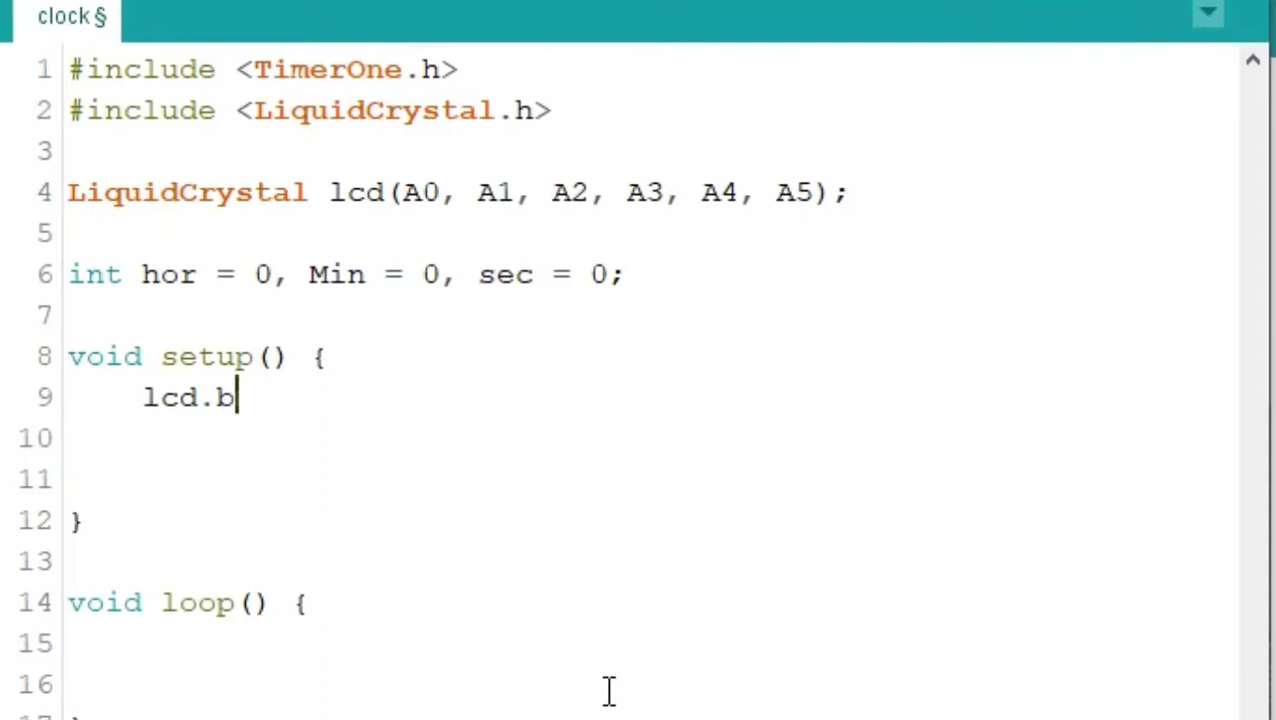 clock §
1 #include <TimerOne.h>
2 #include <LiquidCrystal.h>
3
4 LiquidCrystal lcd(A0, A1, A2, A3, A4, A5);
5
6 int hor = 0, Min = 0, sec = 0;
7
8 void setup() {
9 lcd.b
10
11
12 }
13
14 void loop() {
15
16